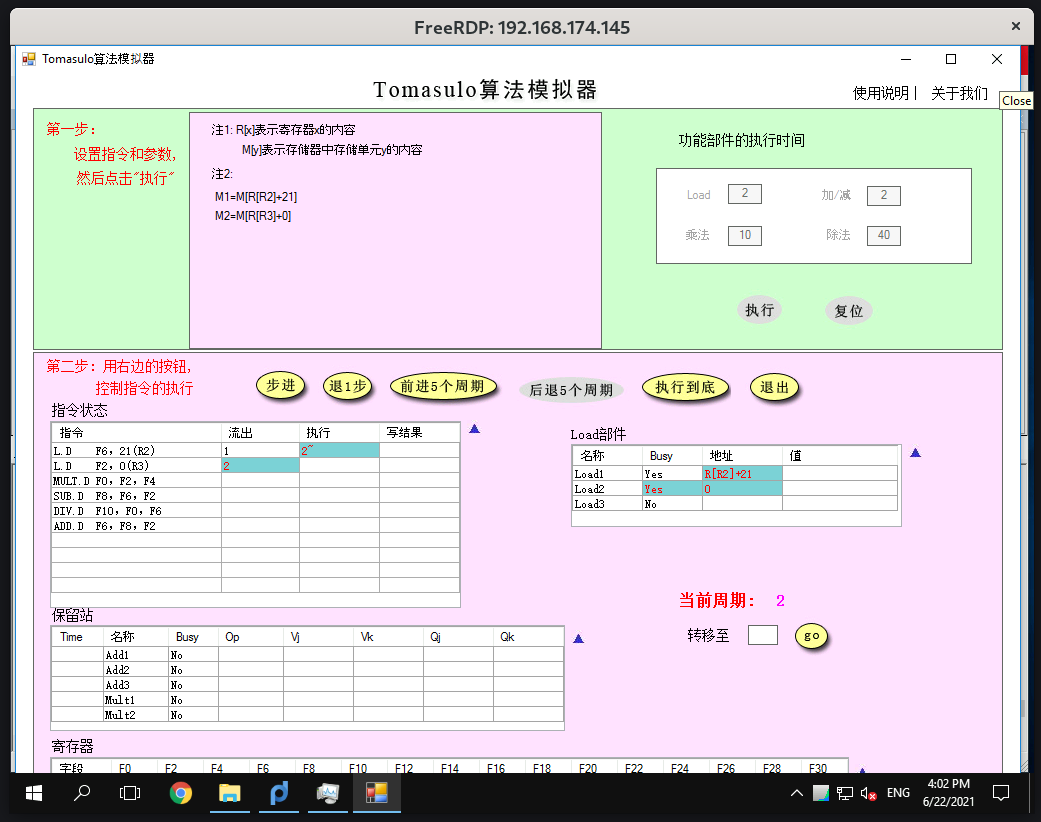 FreeRDP: 192.168.174.145
Tomasulo算法模拟器
Tomasulo算法模拟器
使用说明 | 关于我们
Close
第一步：
设置指令和参数,
然后点击"执行"
注1: R[x]表示寄存器x的内容
M[y]表示存储器中存储单元y的内容
注2:
M1=M[R[R2]+21]
M2=M[R[R3]+0]
功能部件的执行时间
Load 2 加/减 2
乘法 10 除法 40
执行 复位
第二步：用右边的按钮,
控制指令的执行
步进 退1步 前进5个周期 后退5个周期 执行到底 退出
指令状态
指令 流出 执行 写结果
L.D F6, 21(R2) 1 2~
L.D F2, 0(R3) 2
MULT.D F0, F2, F4
SUB.D F8, F6, F2
DIV.D F10, F0, F6
ADD.D F6, F8, F2
Load部件
名称 Busy 地址 值
Load1 Yes R[R2]+21
Load2 Yes 0
Load3 No
当前周期： 2
转移至 go
保留站
Time 名称 Busy Op Vj Vk Qj Qk
Add1 No
Add2 No
Add3 No
Mult1 No
Mult2 No
寄存器
字段 F0 F2 F4 F6 F8 F10 F12 F14 F16 F18 F20 F22 F24 F26 F28 F30
ENG
4:02 PM
6/22/2021